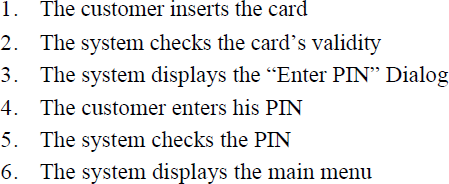 1. The customer inserts the card
2. The system checks the card’s validity
3. The system displays the “Enter PIN” Dialog
4. The customer enters his PIN
5. The system checks the PIN
6. The system displays the main menu